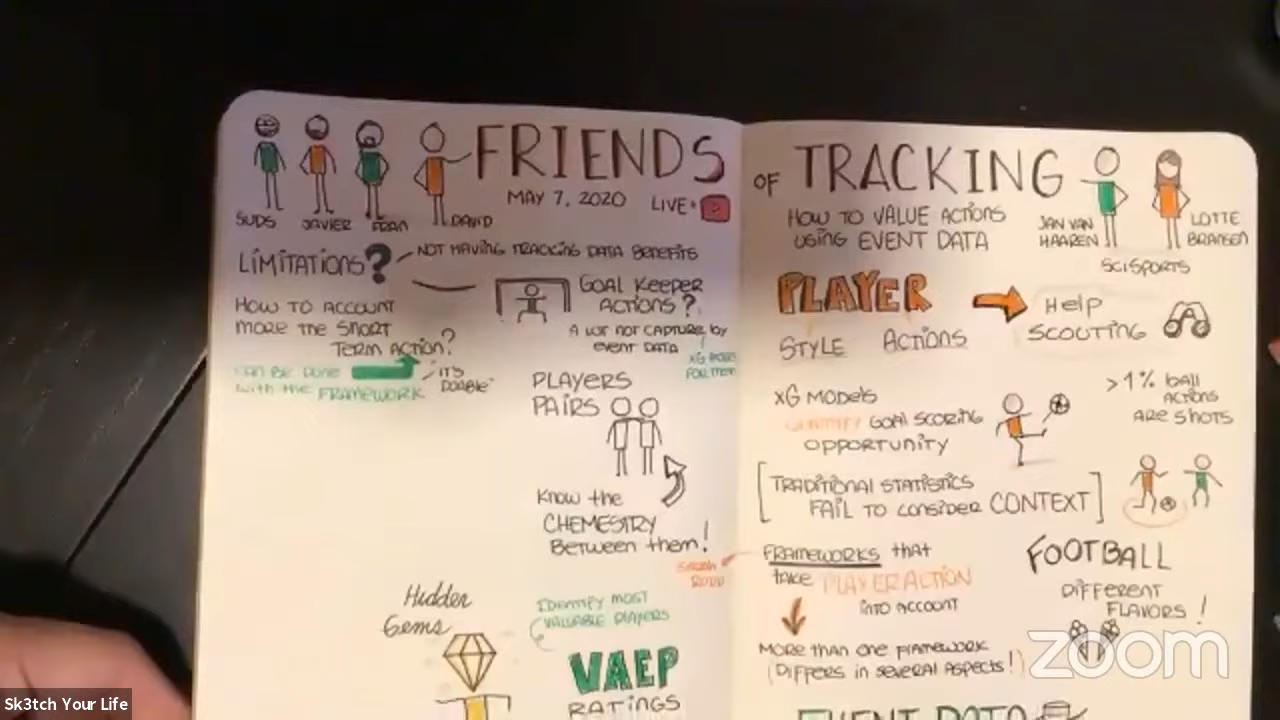 FRIENDS
MAY 7, 2020
LIVE
SUDS
JAVIER
FRAN
DAVID
LIMITATIONS?
NOT HAVING TRACKING DATA BENEFITS
HOW TO ACCOUNT
MORE THE SHORT
TERM ACTION?
CAN BE DONE
with the FRAMEWORK
"IT'S
DOABLE"
GOAL KEEPER
ACTIONS?
A LOT NOT CAPTURE by
EVENT DATA
PLAYERS
PAIRS
KNOW the
CHEMESTRY
Between them!
Hidden
Gems
IDENTIFY MOST
VALUABLE PLAYERS
VAEP
RATINGS
OF TRACKING
HOW TO VALUE ACTIONS
USING EVENT DATA
JAN VAN
HAAREN
LOTTE
BRANSEN
SCISPORTS
PLAYER
STYLE ACTIONS
Help
SCOUTING
xG MODELS
QUANTIFY GOAL SCORING
OPPORTUNITY
>1% ball
ACTIONS
ARE SHOTS
[TRADITIONAL STATISTICS
FAIL TO CONSIDER CONTEXT]
FRAMEWORKS that
take PLAYER ACTION
INTO ACCOUNT
MORE THAN ONE FRAMEWORK
(DIFFERS IN SEVERAL ASPECTS!)
FOOTBALL
DIFFERENT
FLAVORS!
EVENT DATA
zoom
Sk3tch Your Life